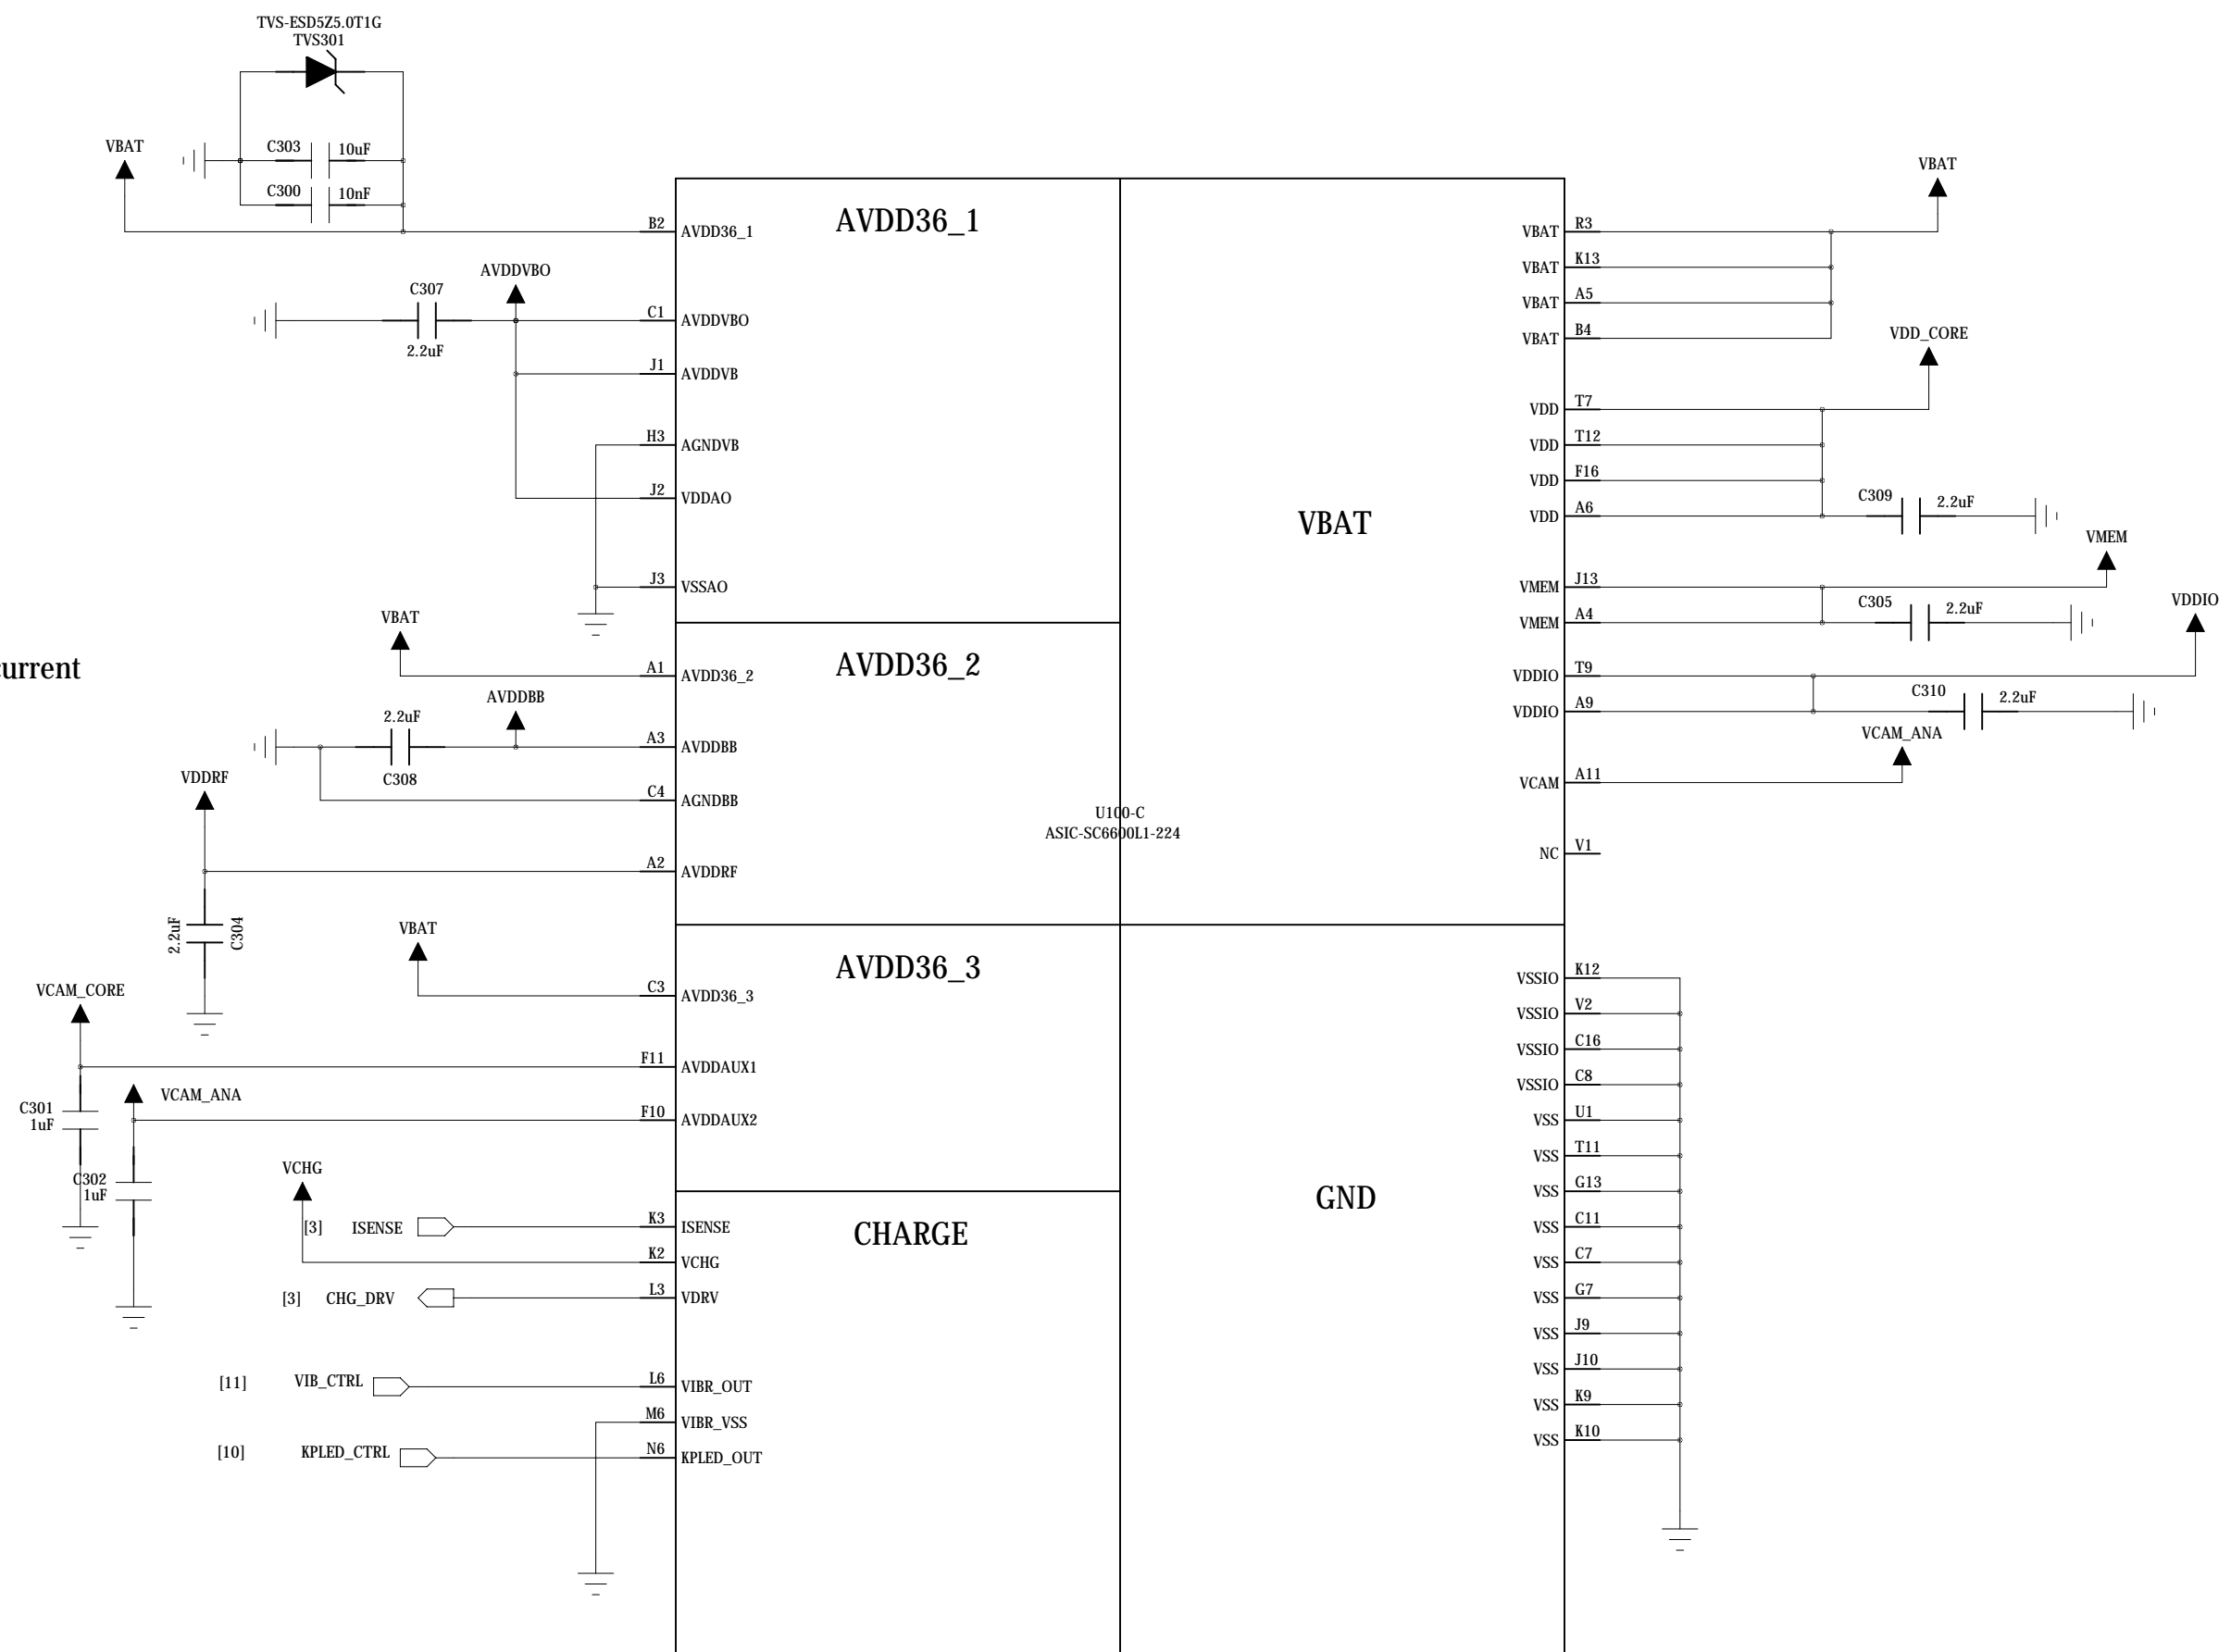 TVS-ESD5Z5.0T1G
TVS301
VBAT
C303 10uF
C300 10nF
B2 AVDD36_1
AVDD36_1
AVDDVBO
C307
2.2uF
C1 AVDDVBO
J1 AVDDVB
H3 AGNDVB
J2 VDDAO
J3 VSSAO
VBAT
urrent
A1 AVDD36_2
AVDD36_2
AVDDBB
2.2uF
C308
A3 AVDDBB
VDDRF
C4 AGNDBB
A2 AVDDRF
2.2uF
C304
VBAT
AVDD36_3
C3 AVDD36_3
VCAM_CORE
F11 AVDDAUX1
VCAM_ANA
C301
1uF
F10 AVDDAUX2
C302
1uF
VCHG
CHARGE
[3] ISENSE K3 ISENSE
K2 VCHG
[3] CHG_DRV L3 VDRV
[11] VIB_CTRL L6 VIBR_OUT
M6 VIBR_VSS
[10] KPLED_CTRL N6 KPLED_OUT
U100-C
ASIC-SC6600L1-224
VBAT
VBAT
VBAT R3
VBAT K13
VBAT A5
VBAT B4
VDD_CORE
VDD T7
VDD T12
VDD F16
VDD A6
C309 2.2uF
VMEM
VMEM J13
VMEM A4
C305 2.2uF
VDDIO
VDDIO T9
VDDIO A9
C310 2.2uF
VCAM_ANA
VCAM A11
NC V1
GND
VSSIO K12
VSSIO V2
VSSIO C16
VSSIO C8
VSS U1
VSS T11
VSS G13
VSS C11
VSS C7
VSS G7
VSS J9
VSS J10
VSS K9
VSS K10